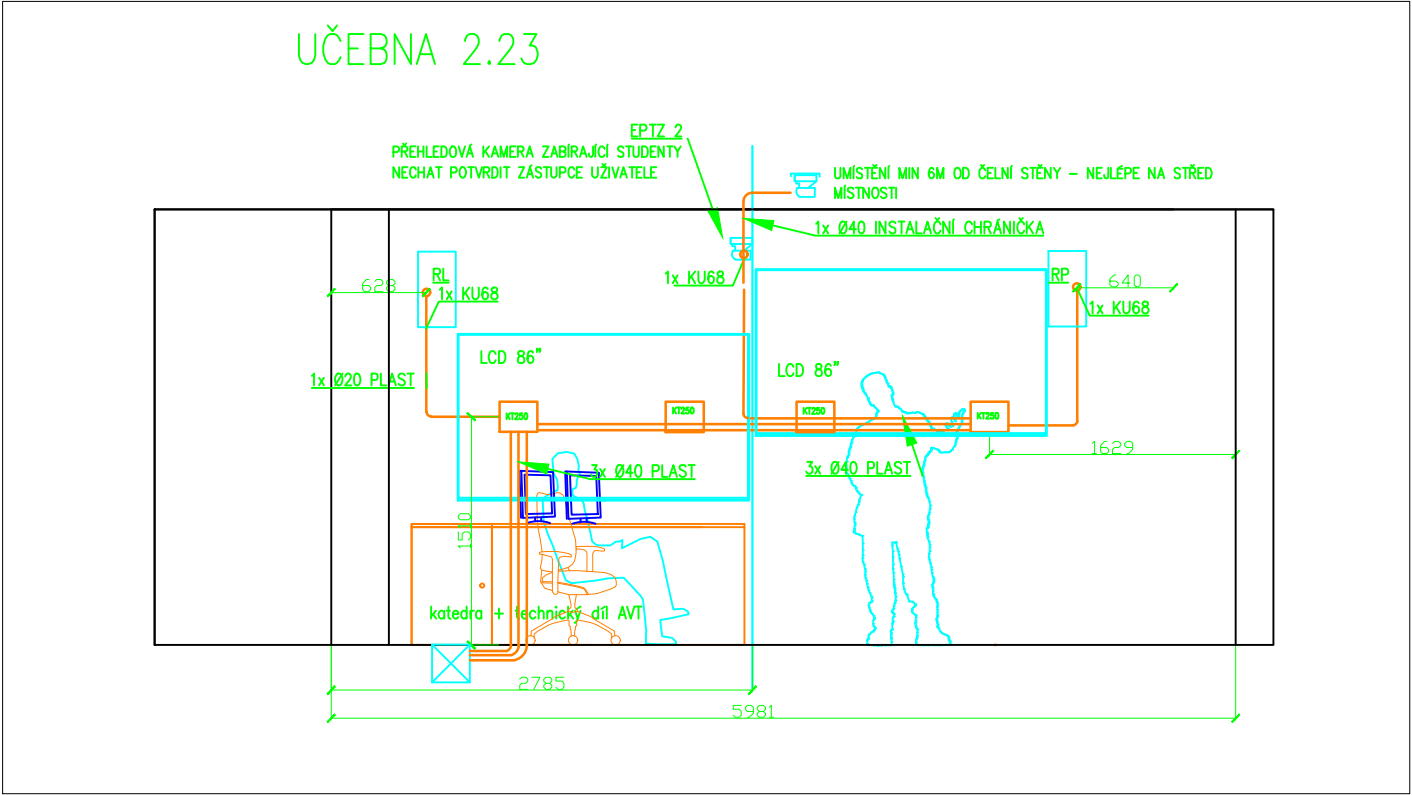 UČEBNA 2.23
EPTZ 2
PŘEHLEDOVÁ KAMERA ZABÍRAJÍCÍ STUDENTY
NECHAT POTVRDIT ZÁSTUPCE UŽIVATELE
UMÍSTĚNÍ MIN 6M OD ČELNÍ STĚNY – NEJLÉPE NA STŘED
MÍSTNOSTI
1x Ø40 INSTALAČNÍ CHRÁNIČKA
RL
1x KU68
RP
628
1x KU68
640
1x KU68
LCD 86"
LCD 86"
1x Ø20 PLAST
KT250
KT250
KT250
KT250
1629
3x Ø40 PLAST
3x Ø40 PLAST
1510
katedra + technický díl AVT
2785
5981